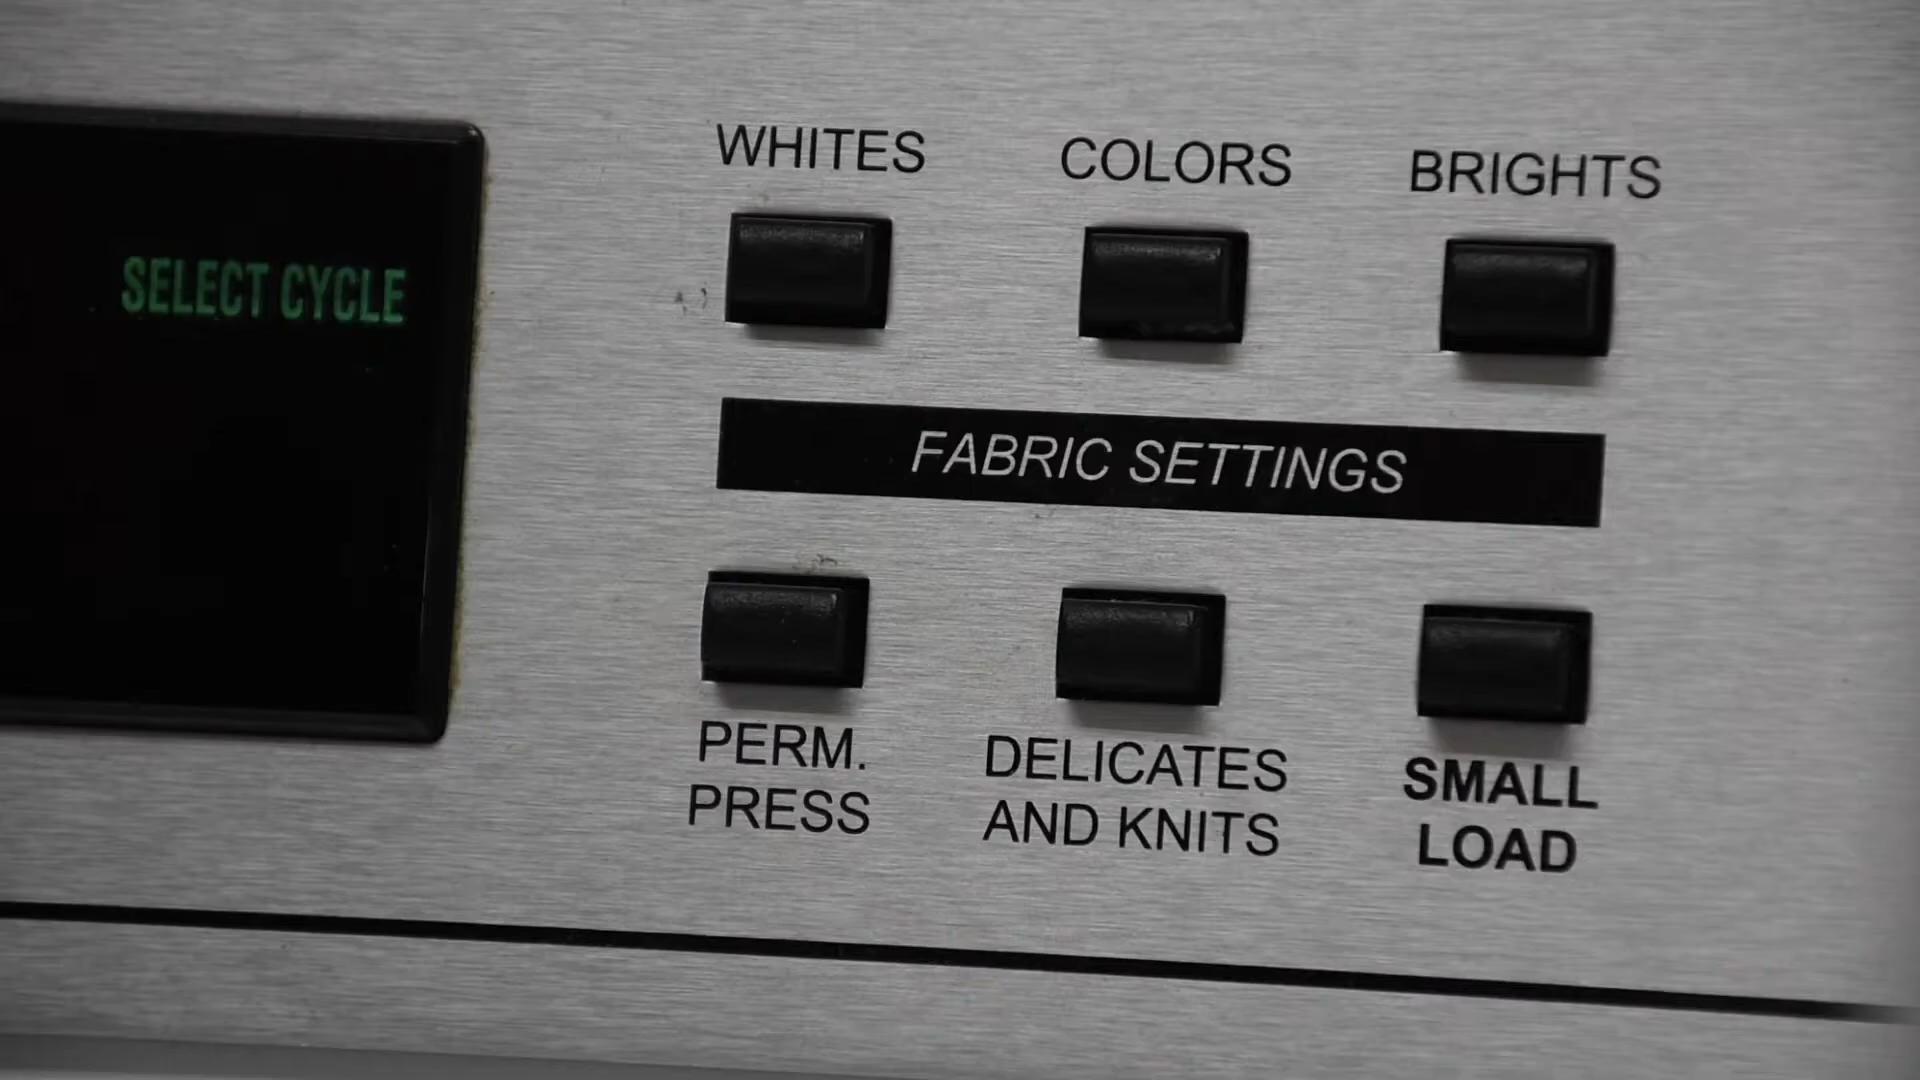 SELECT CYCLE
WHITES
COLORS
BRIGHTS
FABRIC SETTINGS
PERM.
PRESS
DELICATES
AND KNITS
SMALL
LOAD